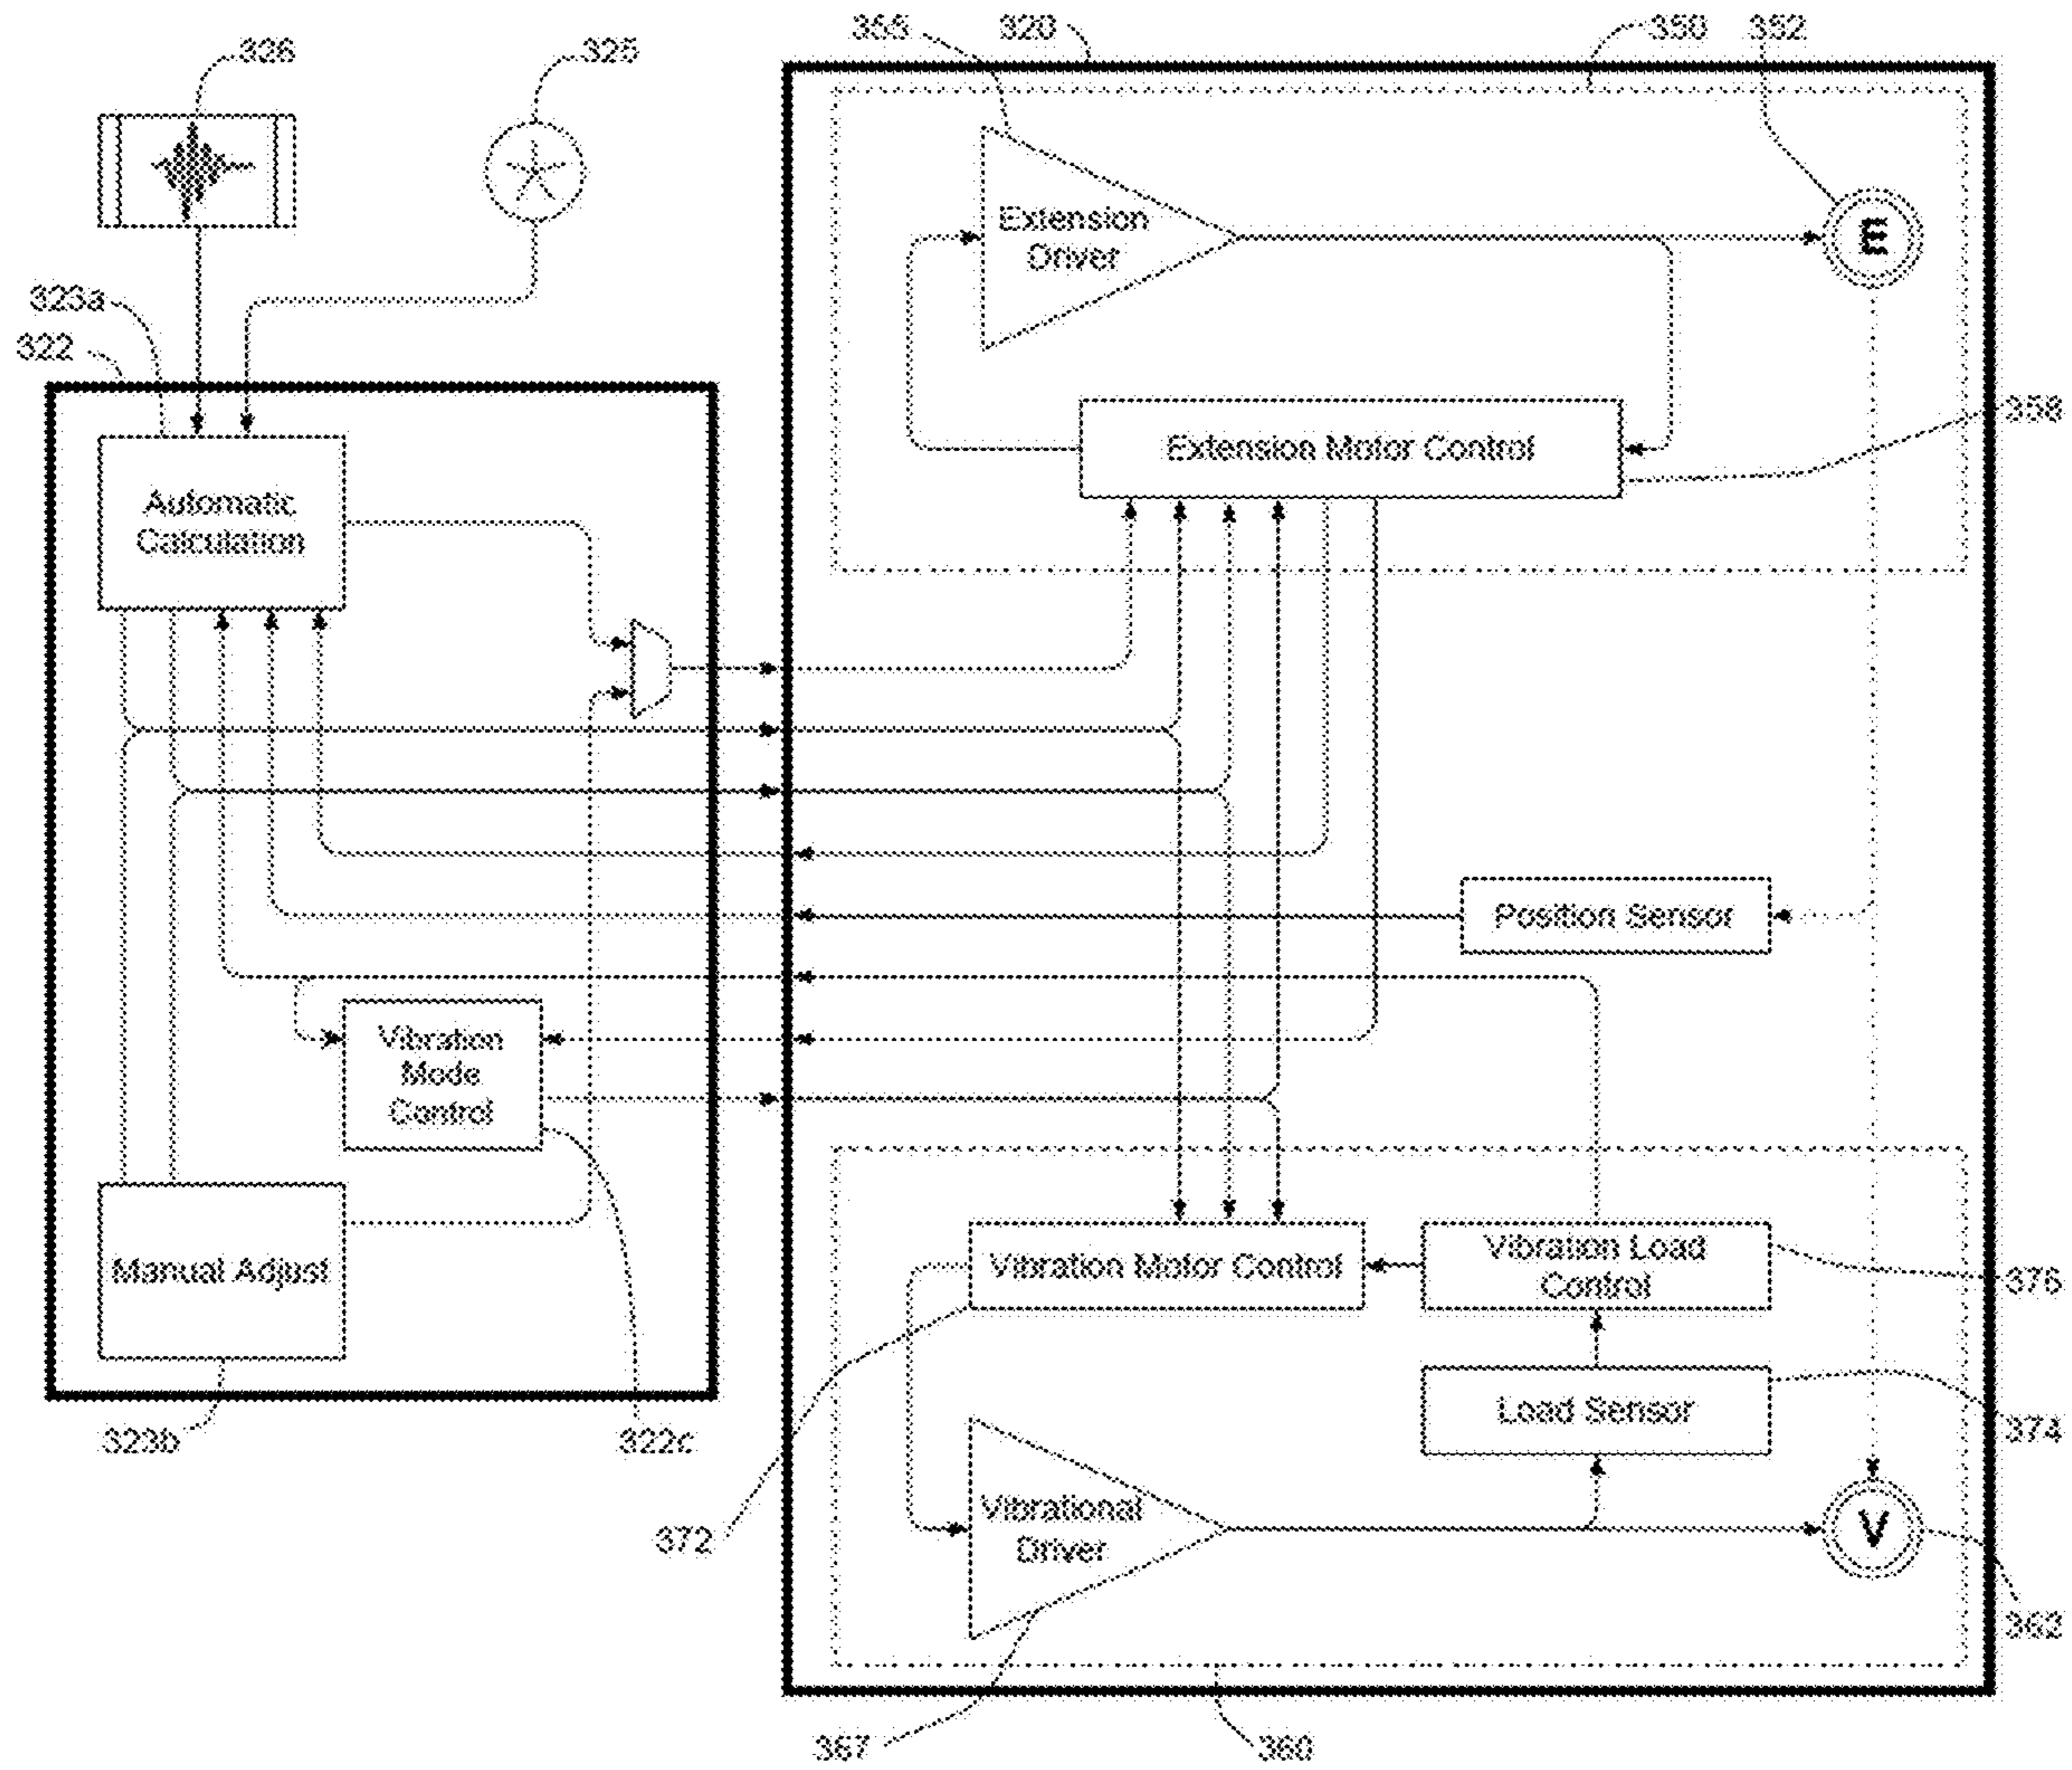 356
320
350
352
326
325
Extension
Driver
E
323a
322
358
Extension Motor Control
Automatic
Calculation
Position Sensor
Vibration
Mode
Control
Manual Adjust
Vibration Motor Control
Vibration Load
Control
376
Load Sensor
374
323b
322c
Vibrational
Driver
V
372
362
367
360